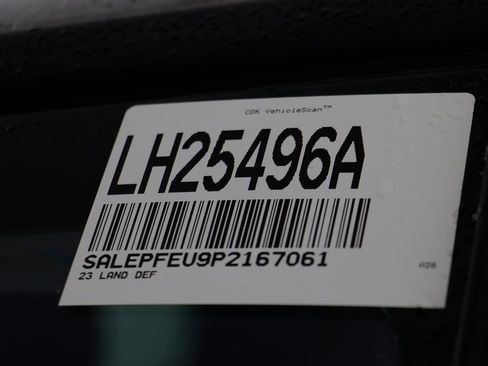 CDK VehicleScan™
LH25496A
SALEPFEU9P2167061
23 LAND DEF
A26